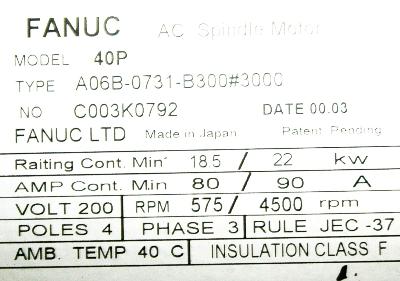 FANUC AC Spindle Motor
MODEL 40P
TYPE A06B-0731-B300#3000
NO C003K0792 DATE 00.03
FANUC LTD Made in Japan Patent Pending
Raiting Cont. Min' 18.5 / 22 kw
AMP Cont. Min 80 / 90 A
VOLT 200 RPM 575 / 4500 rpm
POLES 4 PHASE 3 RULE JEC -37
AMB. TEMP 40 C INSULATION CLASS F